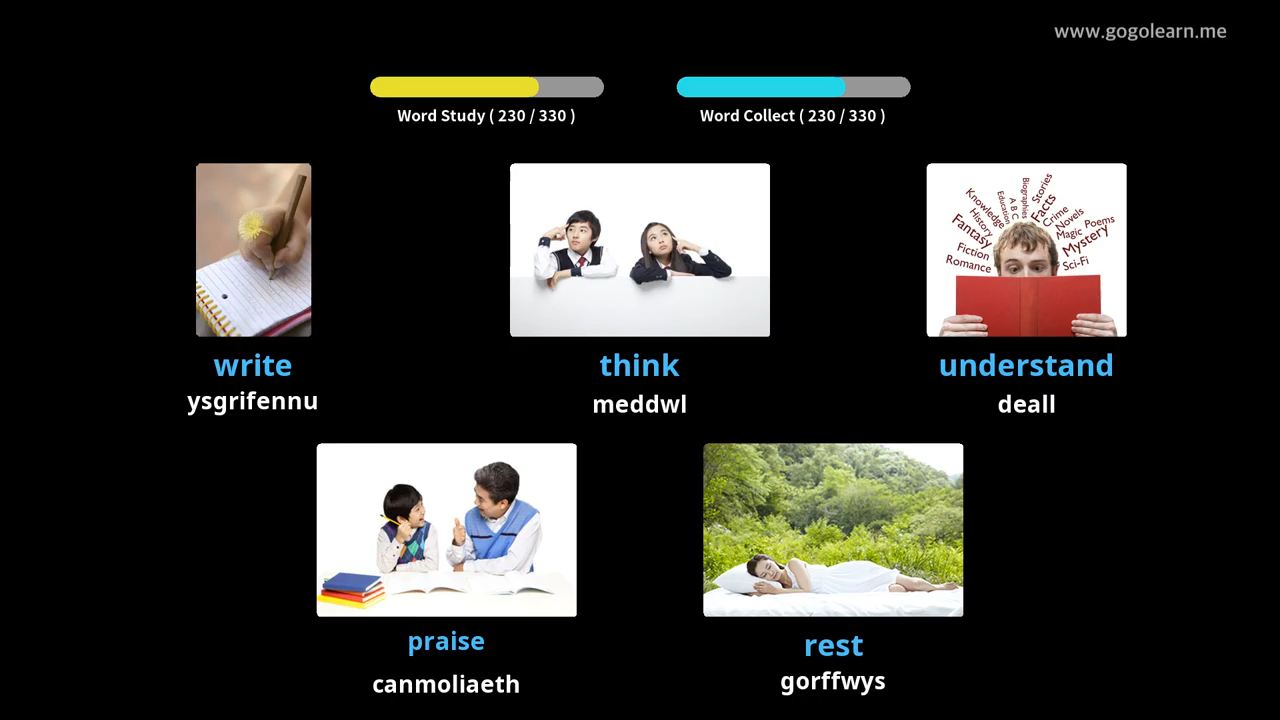 www.gogolearn.me
Word Study ( 230 / 330 )
Word Collect ( 230 / 330 )
Knowledge
History
Fantasy
Fiction
Romance
Education
A B C
Biographies
Stories
Facts
Crime
Novels
Magic
Poems
Mystery
Sci-Fi
write
ysgrifennu
think
meddwl
understand
deall
praise
canmoliaeth
rest
gorffwys